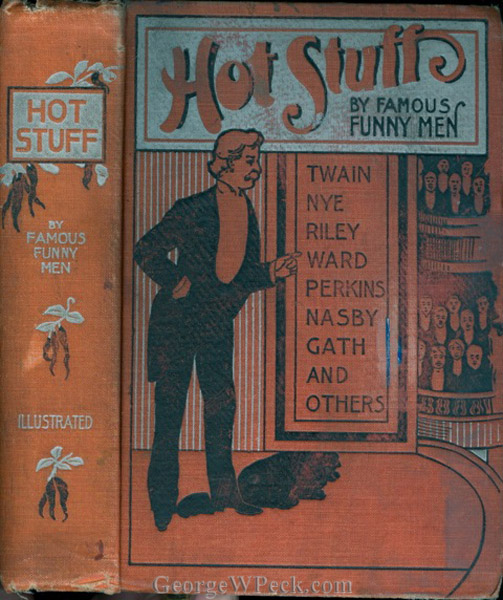 HOT
STUFF
BY
FAMOUS
FUNNY
MEN
ILLUSTRATED
Hot Stuff
BY FAMOUS
FUNNY MEN
TWAIN
NYE
RILEY
WARD
PERKINS
NASBY
GATH
AND
OTHERS
GeorgeWPeck.com